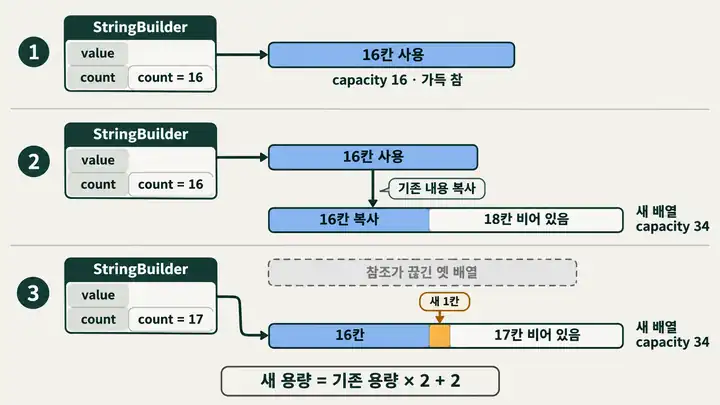 1
StringBuilder
value
count count = 16
16칸 사용
capacity 16 · 가득 참
2
StringBuilder
value
count count = 16
16칸 사용
기존 내용 복사
16칸 복사
18칸 비어 있음
새 배열
capacity 34
3
StringBuilder
value
count count = 17
참조가 끊긴 옛 배열
새 1칸
16칸
17칸 비어 있음
새 배열
capacity 34
새 용량 = 기존 용량 × 2 + 2